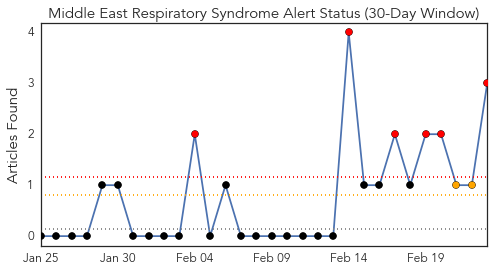 Middle East Respiratory Syndrome Alert Status (30-Day Window)
Articles Found
4
3
2
1
0
Jan 25 Jan 30 Feb 04 Feb 09 Feb 14 Feb 19